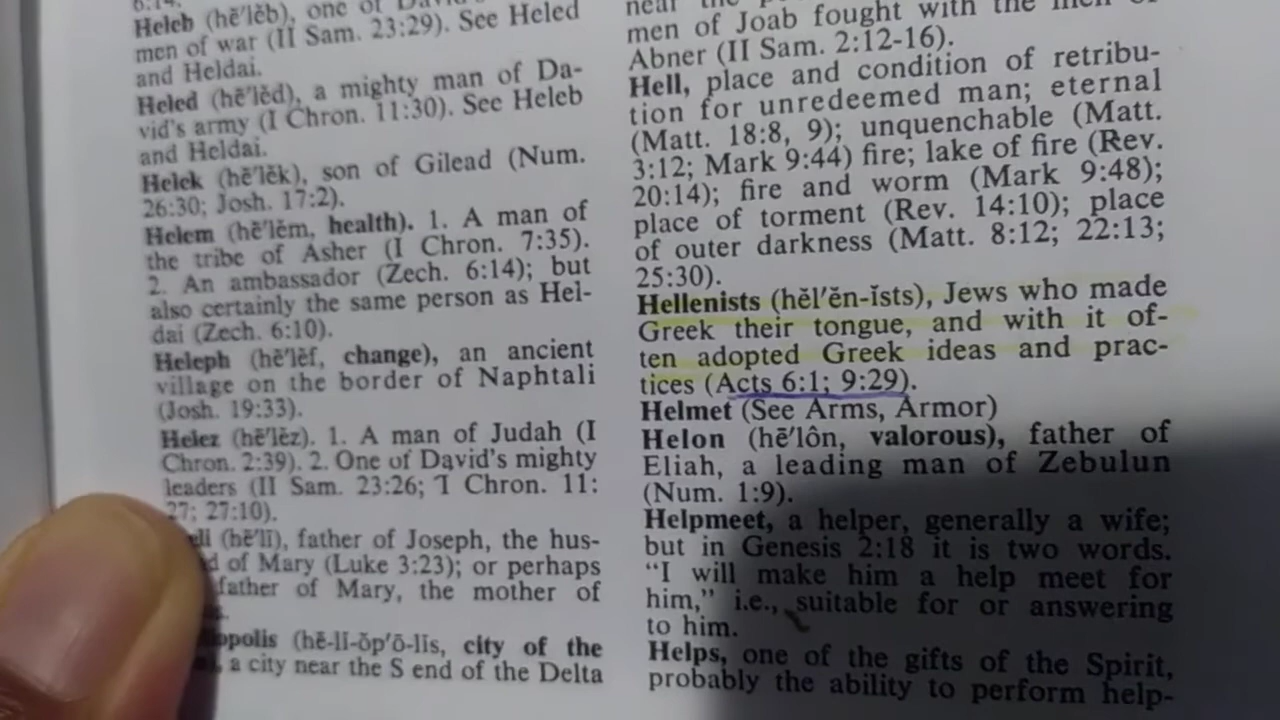 6:14.
Heleb (hē′lĕb), one of David's
men of war (II Sam. 23:29). See Heled
and Heldai.
Heled (hē′lĕd), a mighty man of Da-
vid's army (I Chron. 11:30). See Heleb
and Heldai.
Helek (hē′lĕk), son of Gilead (Num.
26:30; Josh. 17:2).
Helem (hē′lĕm, health). 1. A man of
the tribe of Asher (I Chron. 7:35).
2. An ambassador (Zech. 6:14); but
also certainly the same person as Hel-
dai (Zech. 6:10).
Heleph (hē′lĕf, change), an ancient
village on the border of Naphtali
(Josh. 19:33).
Helez (hē′lĕz). 1. A man of Judah (I
Chron. 2:39). 2. One of David's mighty
leaders (II Sam. 23:26; I Chron. 11:
27; 27:10).
(hē′lī), father of Joseph, the hus-
of Mary (Luke 3:23); or perhaps
father of Mary, the mother of
opolis (hē-lī-ŏp′ō-lĭs, city of the
, a city near the S end of the Delta
near the
men of Joab fought with the men of
Abner (II Sam. 2:12-16).
Hell, place and condition of retribu-
tion for unredeemed man; eternal
(Matt. 18:8, 9); unquenchable (Matt.
3:12; Mark 9:44) fire; lake of fire (Rev.
20:14); fire and worm (Mark 9:48);
place of torment (Rev. 14:10); place
of outer darkness (Matt. 8:12; 22:13;
25:30).
Hellenists (hĕl′ĕn-ĭsts), Jews who made
Greek their tongue, and with it of-
ten adopted Greek ideas and prac-
tices (Acts 6:1; 9:29).
Helmet (See Arms, Armor)
Helon (hē′lôn, valorous), father of
Eliah, a leading man of Zebulun
(Num. 1:9).
Helpmeet, a helper, generally a wife;
but in Genesis 2:18 it is two words.
“I will make him a help meet for
him,” i.e., suitable for or answering
to him.
Helps, one of the gifts of the Spirit,
probably the ability to perform help-